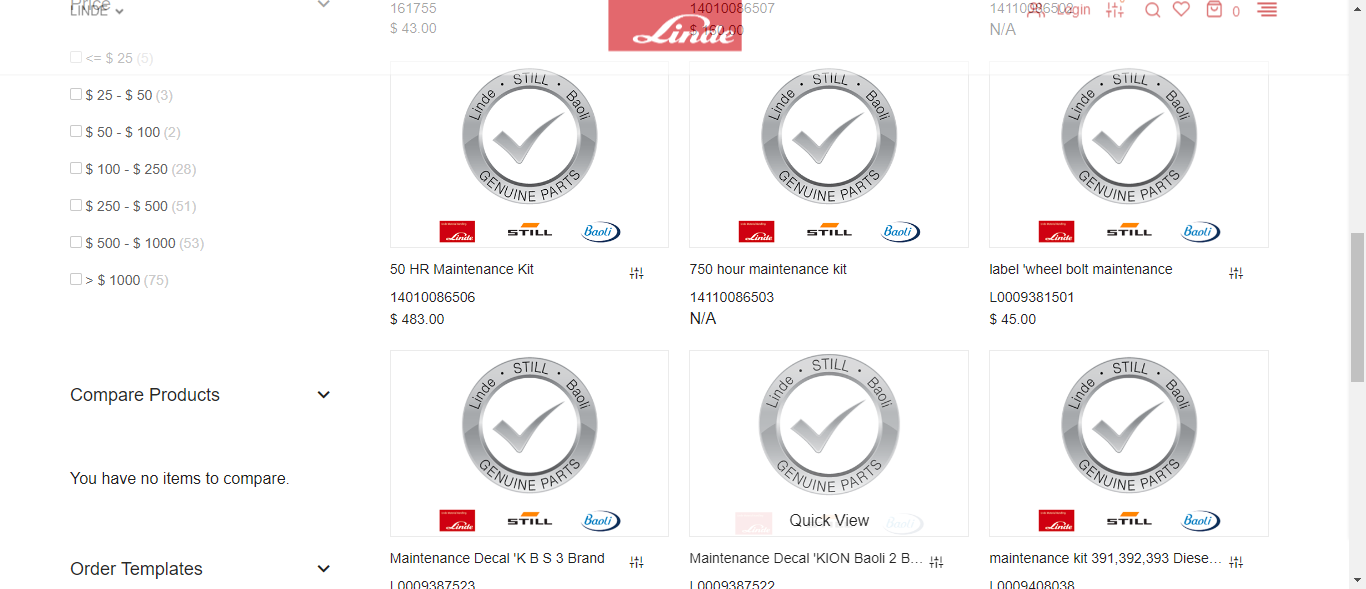 Price
LINDE
<= $ 25 (5)
$ 25 - $ 50 (3)
$ 50 - $ 100 (2)
$ 100 - $ 250 (28)
$ 250 - $ 500 (51)
$ 500 - $ 1000 (53)
> $ 1000 (75)
Compare Products
You have no items to compare.
Order Templates
161755
$ 43.00
14010086507
$ 150.00
Linde
14110086502
N/A
Login
0
Linde · STILL · Baoli
GENUINE PARTS
Linde STILL Baoli
50 HR Maintenance Kit
14010086506
$ 483.00
Linde · STILL · Baoli
GENUINE PARTS
Linde STILL Baoli
750 hour maintenance kit
14110086503
N/A
Linde · STILL · Baoli
GENUINE PARTS
Linde STILL Baoli
label 'wheel bolt maintenance
L0009381501
$ 45.00
Linde · STILL · Baoli
GENUINE PARTS
Linde STILL Baoli
Maintenance Decal 'K B S 3 Brand
L0009387523
Linde · STILL · Baoli
GENUINE PARTS
Quick View
Baoli
Maintenance Decal 'KION Baoli 2 B...
L0009387522
Linde · STILL · Baoli
GENUINE PARTS
Linde STILL Baoli
maintenance kit 391,392,393 Diese...
L0009408038